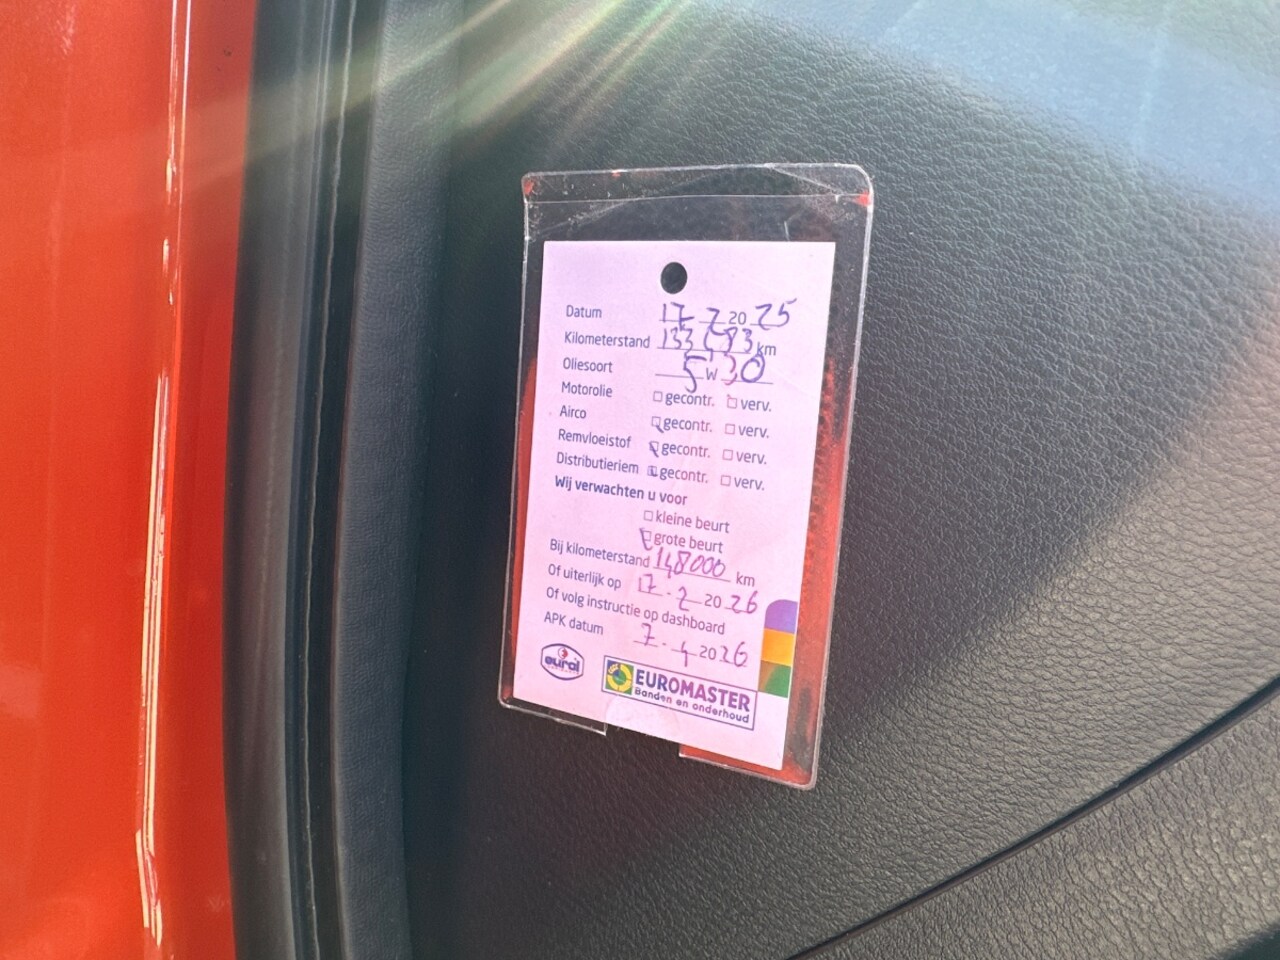 Datum 17 - 2 20 25
Kilometerstand km
Oliesoort 5 W 30
Motorolie gecontr. verv.
Airco gecontr. verv.
Remvloeistof gecontr. verv.
Distributieriem gecontr. verv.
Wij verwachten u voor
kleine beurt
grote beurt
Bij kilometerstand 148000 km
Of uiterlijk op 17 - 2 20 26
Of volg instructie op dashboard
APK datum 7 - 4 20 26
eurol
EUROMASTER
Banden en onderhoud